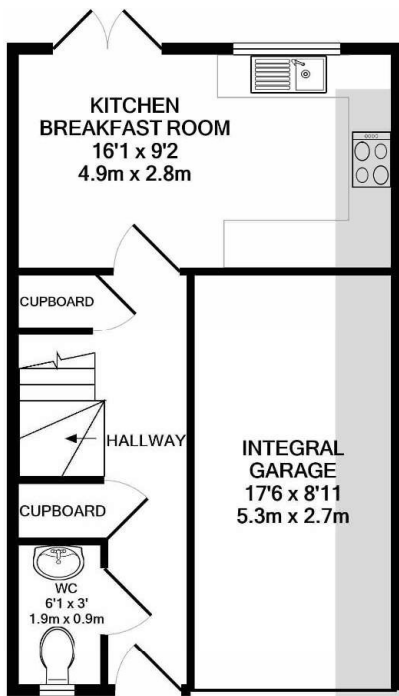 KITCHEN
BREAKFAST ROOM
16'1 x 9'2
4.9m x 2.8m
CUPBOARD
HALLWAY
INTEGRAL
GARAGE
17'6 x 8'11
5.3m x 2.7m
CUPBOARD
WC
6'1 x 3'
1.9m x 0.9m